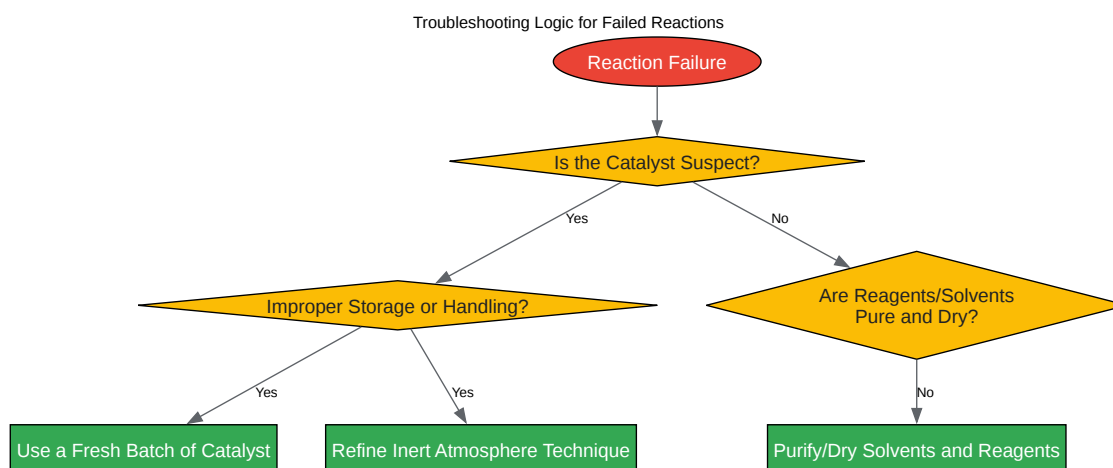 Troubleshooting Logic for Failed Reactions
Reaction Failure
Is the Catalyst Suspect?
Yes
No
Improper Storage or Handling?
Are Reagents/Solvents
Pure and Dry?
Yes
Yes
No
Use a Fresh Batch of Catalyst
Refine Inert Atmosphere Technique
Purify/Dry Solvents and Reagents